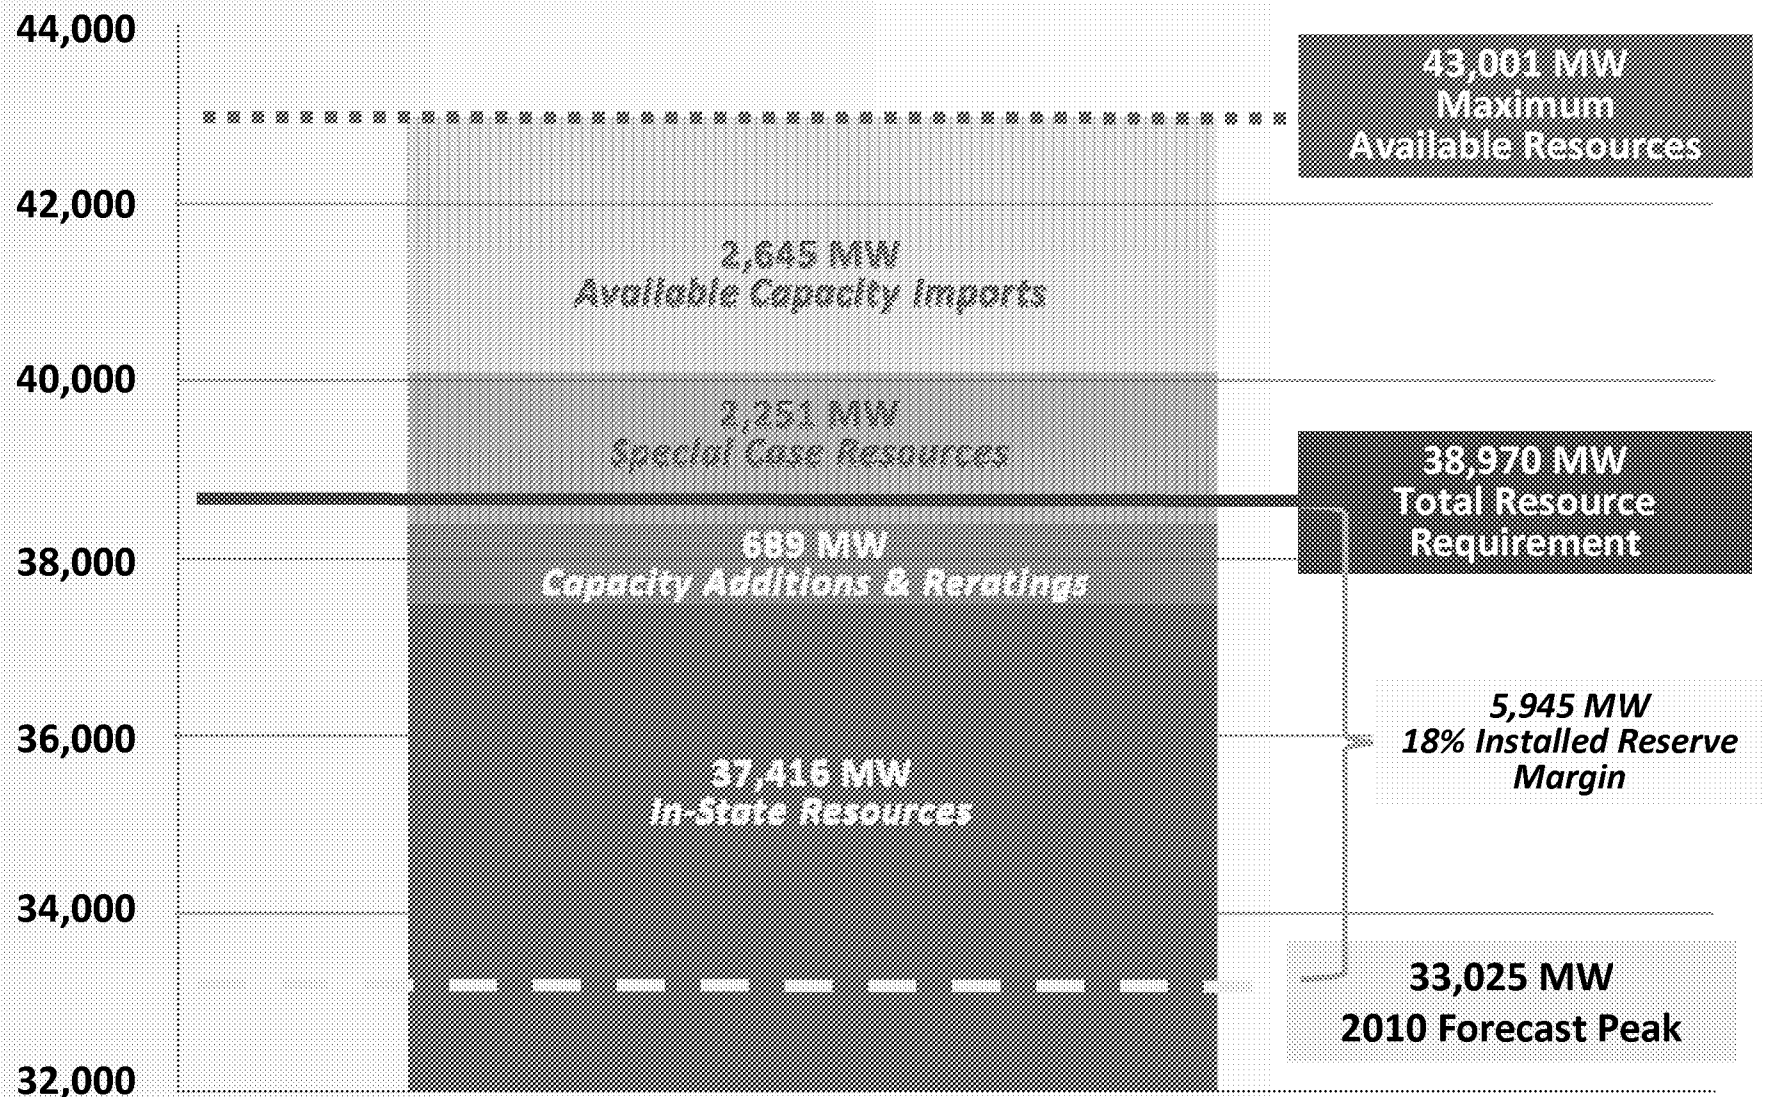 44,000
43,001 MW
Maximum
Available Resources
42,000
2,645 MW
Available Capacity Imports
40,000
2,251 MW
Special Case Resources
38,970 MW
Total Resource
Requirement
689 MW
38,000
Capacity Additions & Reratings
5,945 MW
18% Installed Reserve
Margin
36,000
37,416 MW
In-State Resources
34,000
33,025 MW
2010 Forecast Peak
32,000